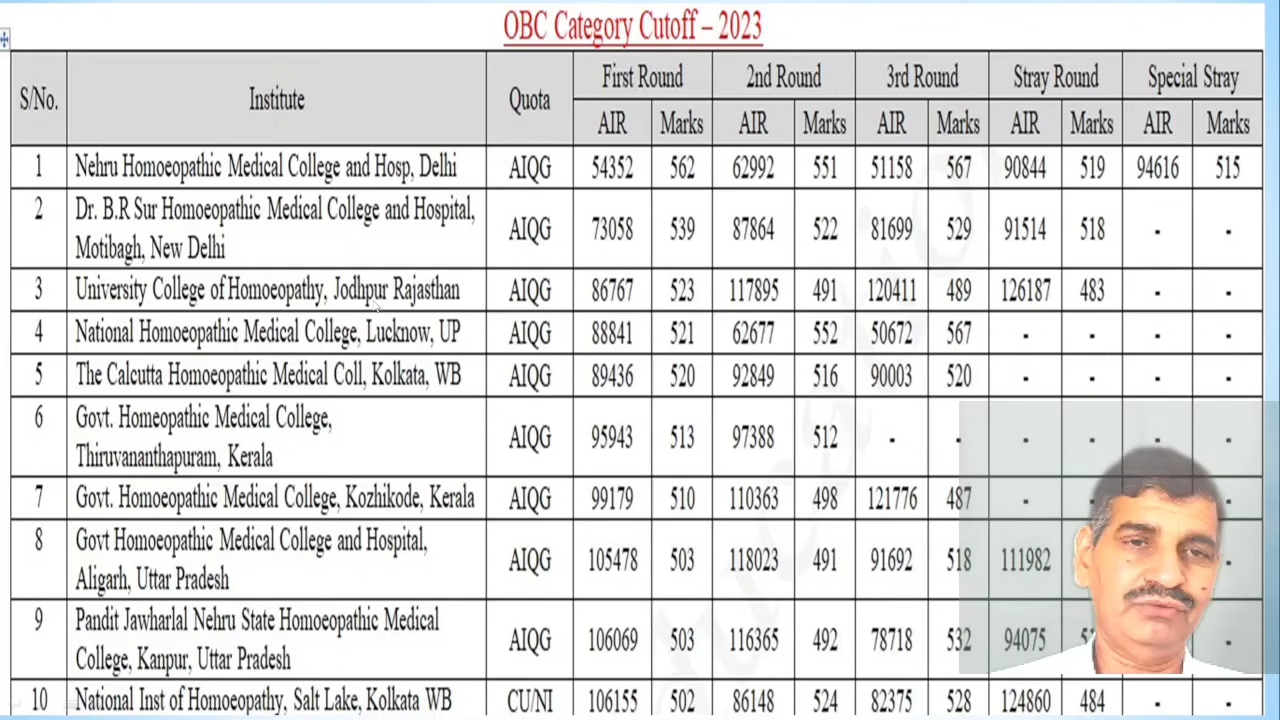 OBC Category Cutoff – 2023
S/No. Institute Quota First Round 2nd Round 3rd Round Stray Round Special Stray
AIR Marks AIR Marks AIR Marks AIR Marks AIR Marks
1 Nehru Homoeopathic Medical College and Hosp, Delhi AIQG 54352 562 62992 551 51158 567 90844 519 94616 515
2 Dr. B.R Sur Homoeopathic Medical College and Hospital,
Motibagh, New Delhi AIQG 73058 539 87864 522 81699 529 91514 518 - -
3 University College of Homoeopathy, Jodhpur Rajasthan AIQG 86767 523 117895 491 120411 489 126187 483 - -
4 National Homoeopathic Medical College, Lucknow, UP AIQG 88841 521 62677 552 50672 567 - - - -
5 The Calcutta Homoeopathic Medical Coll, Kolkata, WB AIQG 89436 520 92849 516 90003 520 - - - -
6 Govt. Homeopathic Medical College,
Thiruvananthapuram, Kerala AIQG 95943 513 97388 512 - - - - - -
7 Govt. Homoeopathic Medical College, Kozhikode, Kerala AIQG 99179 510 110363 498 121776 487 - - -
8 Govt Homoeopathic Medical College and Hospital,
Aligarh, Uttar Pradesh AIQG 105478 503 118023 491 91692 518 111982 -
9 Pandit Jawharlal Nehru State Homoeopathic Medical
College, Kanpur, Uttar Pradesh AIQG 106069 503 116365 492 78718 532 94075 -
10 National Inst of Homoeopathy, Salt Lake, Kolkata WB CU/NI 106155 502 86148 524 82375 528 124860 484 - -